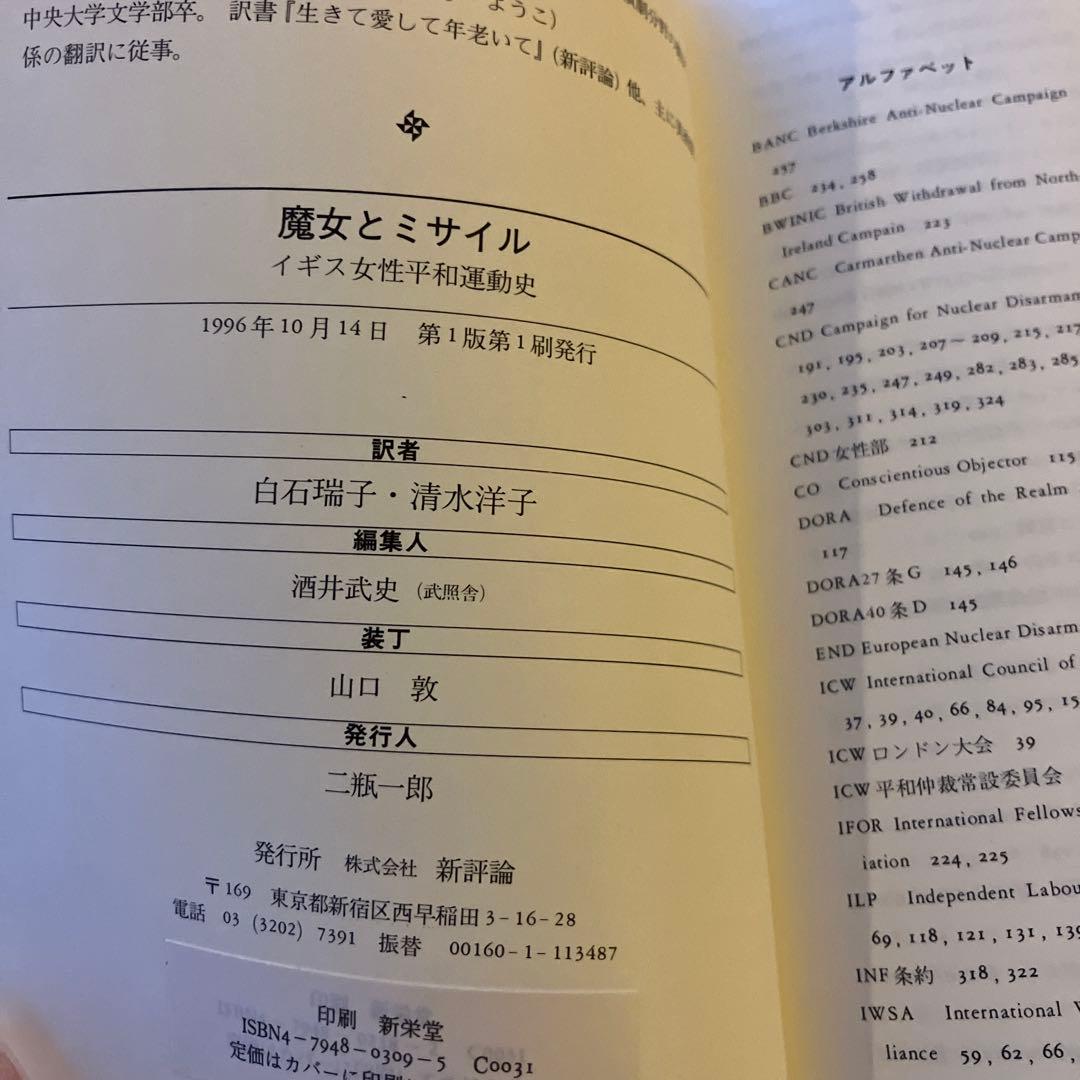 ようこ)
中央大学文学部卒。 訳書『生きて愛して年老いて』(新評論)他、主に
係の翻訳に従事。
魔女とミサイル
イギス女性平和運動史
1996年10月14日 第1版第1刷発行
訳者
白石瑞子・清水洋子
編集人
酒井武史 (武照舎)
装丁
山口 敦
発行人
二瓶一郎
発行所 株式会社 新評論
〒169 東京都新宿区西早稲田3-16-28
電話 03 (3202) 7391 振替 00160-1-113487
印刷 新栄堂
ISBN4-7948-0309-5 C0031
定価はカバーに印刷
アルファベット
BANC Berkshire Anti-Nuclear Campaign
257
BBC 234, 258
BWINIC British Withdrawal from North
Ireland Campain 223
CANC Carmarthen Anti-Nuclear Camp
247
CND Campaign for Nuclear Disarmam
191, 195, 203, 207～209, 215, 217
230, 235, 247, 249, 282, 283, 285
303, 311, 314, 319, 324
CND女性部 212
CO Conscientious Objector 115
DORA Defence of the Realm
117
DORA27条G 145, 146
DORA40条D 145
END European Nuclear Disarm
ICW International Council of
37, 39, 40, 66, 84, 95, 15
ICWロンドン大会 39
ICW平和仲裁常設委員会
IFOR International Fellows
iation 224, 225
ILP Independent Labou
69, 118, 121, 131, 139
INF条約 318, 322
IWSA International W
liance 59, 62, 66,